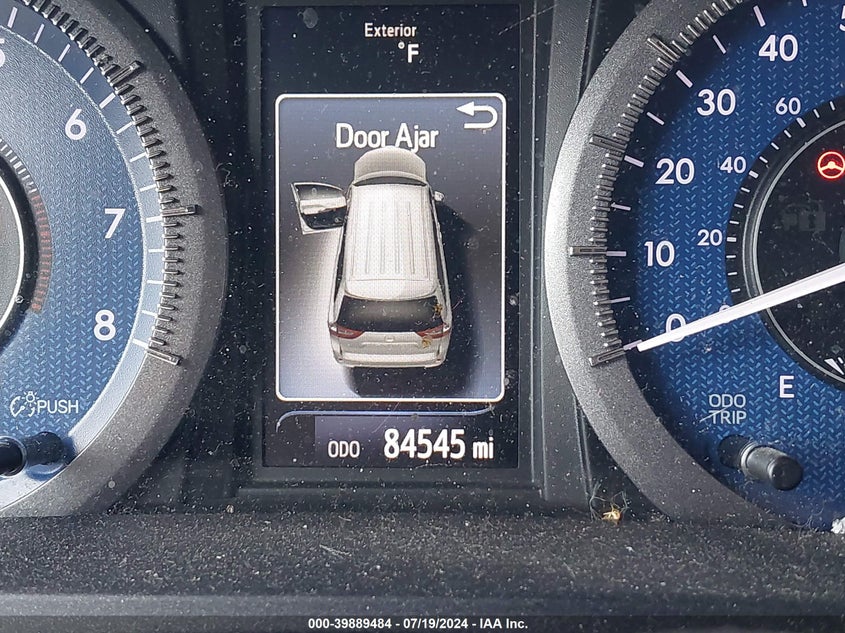 Exterior
°F
Door Ajar
ODO 84545 mi
6
7
8
PUSH
40
30
20
10
0
60
40
20
E
ODO
TRIP
000-39889484 - 07/19/2024 - IAA Inc.